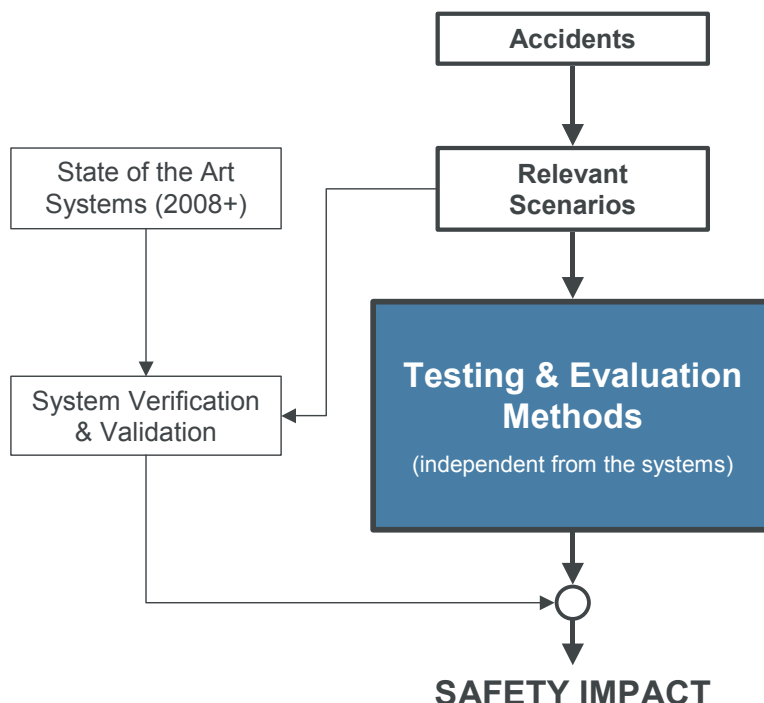 Accidents
State of the Art
Systems (2008+)
Relevant
Scenarios
Testing & Evaluation
Methods
(independent from the systems)
System Verification
& Validation
SAFETY IMPACT